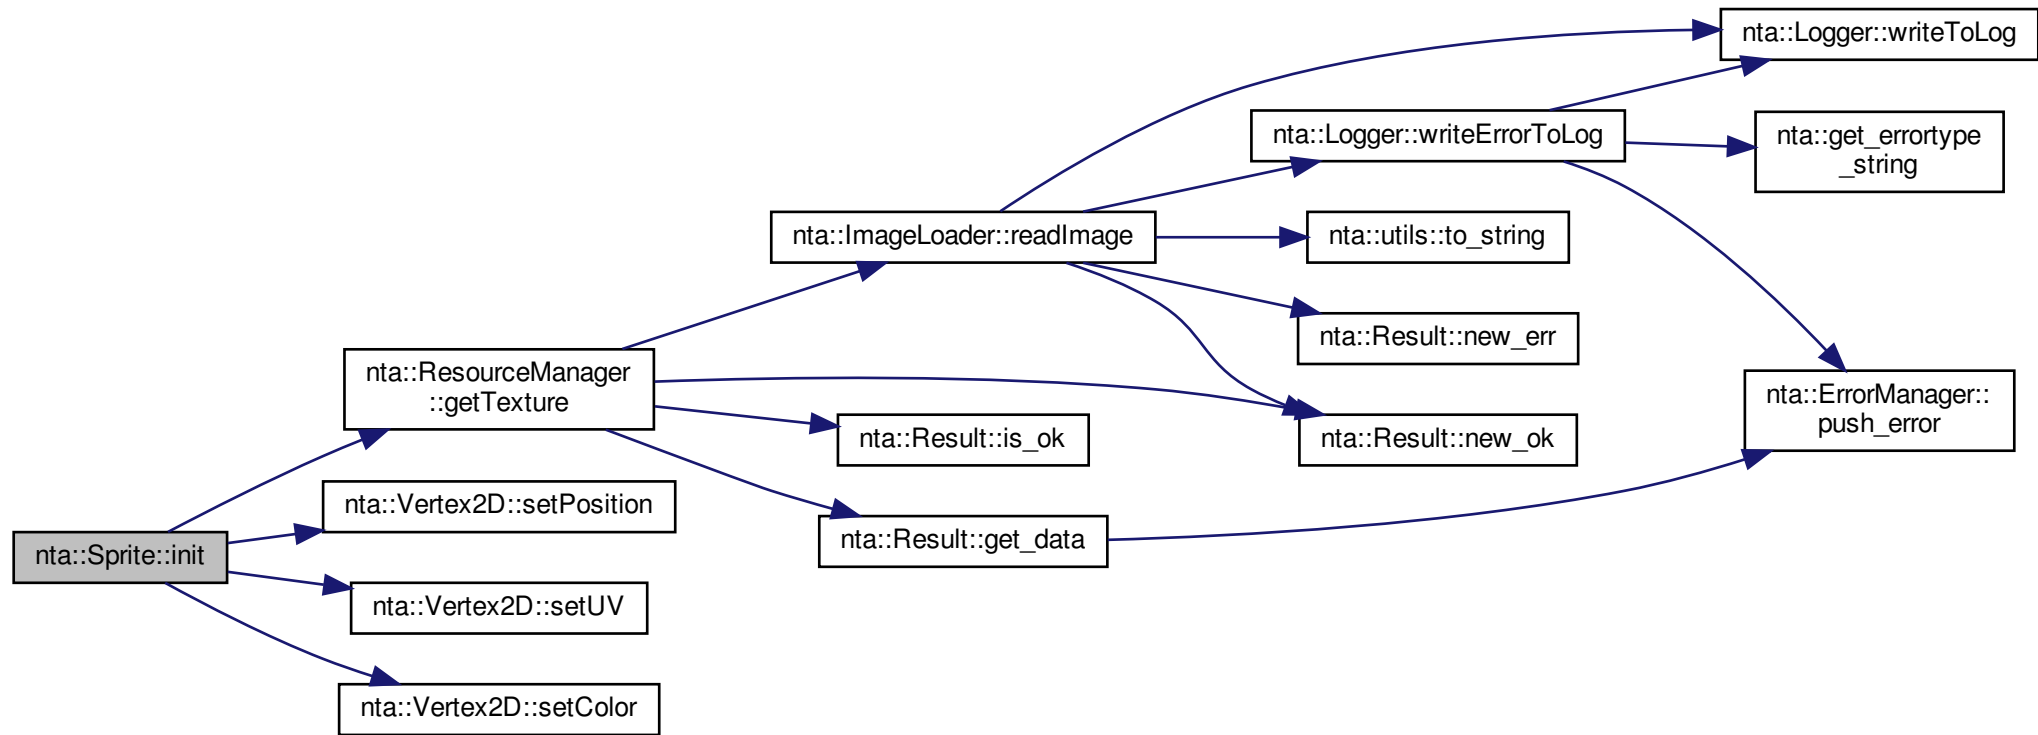 nta::Logger::writeToLog
nta::Logger::writeErrorToLog
nta::get_errortype
_string
nta::ImageLoader::readImage
nta::utils::to_string
nta::Result::new_err
nta::ResourceManager
::getTexture
nta::ErrorManager::
push_error
nta::Result::is_ok
nta::Result::new_ok
nta::Vertex2D::setPosition
nta::Sprite::init
nta::Result::get_data
nta::Vertex2D::setUV
nta::Vertex2D::setColor